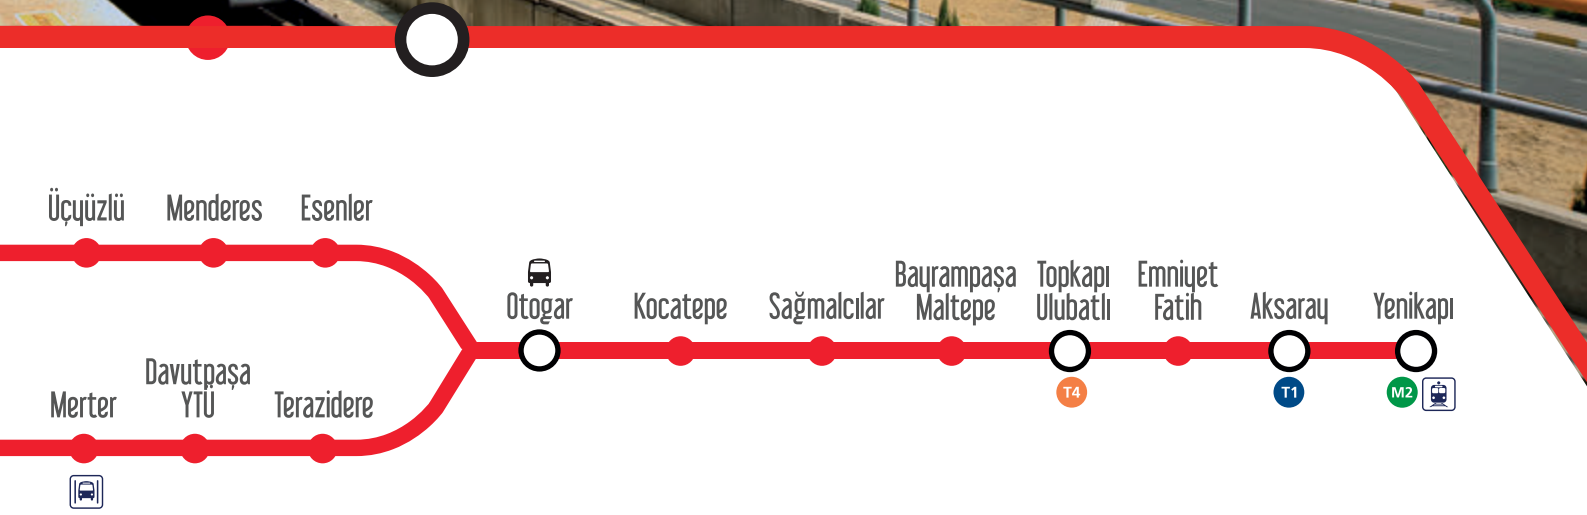 Üçyüzlü
Menderes
Esenler
Otogar
Kocatepe
Sağmalcılar
Bayrampaşa
Maltepe
Topkapı
Ulubatlı
Emniyet
Fatih
Aksaray
Yenikapı
T4
T1
M2
Merter
Davutpaşa
YTÜ
Terazidere